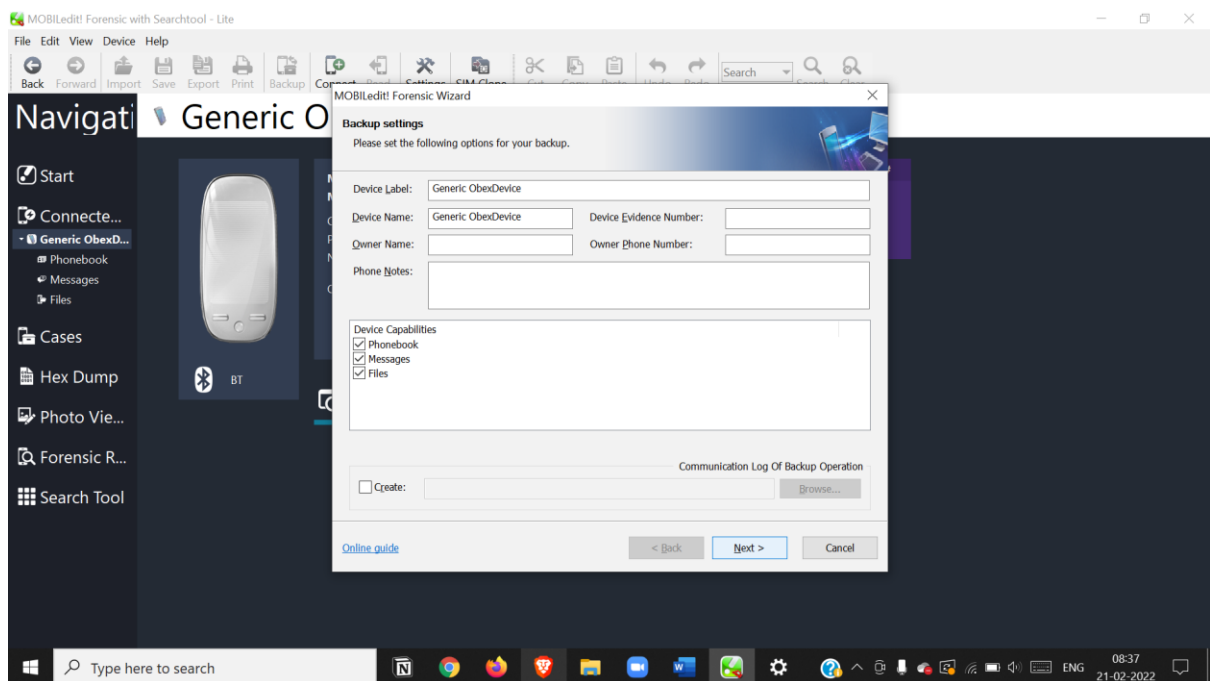 MOBILedit! Forensic with Searchtool - Lite
File Edit View Device Help
Back Forward Import Save Export Print Backup Search
MOBILedit! Forensic Wizard
Navigati
Generic O
Backup settings
Please set the following options for your backup.
Start
Connecte...
Generic ObexD...
Phonebook
Messages
Files
Cases
Hex Dump
Photo Vie...
Forensic R...
Search Tool
BT
Device Label: Generic ObexDevice
Device Name: Generic ObexDevice Device Evidence Number:
Owner Name: Owner Phone Number:
Phone Notes:
Device Capabilities
Phonebook
Messages
Files
Communication Log Of Backup Operation
Create: Browse...
Online guide < Back Next > Cancel
Type here to search
ENG
08:37
21-02-2022